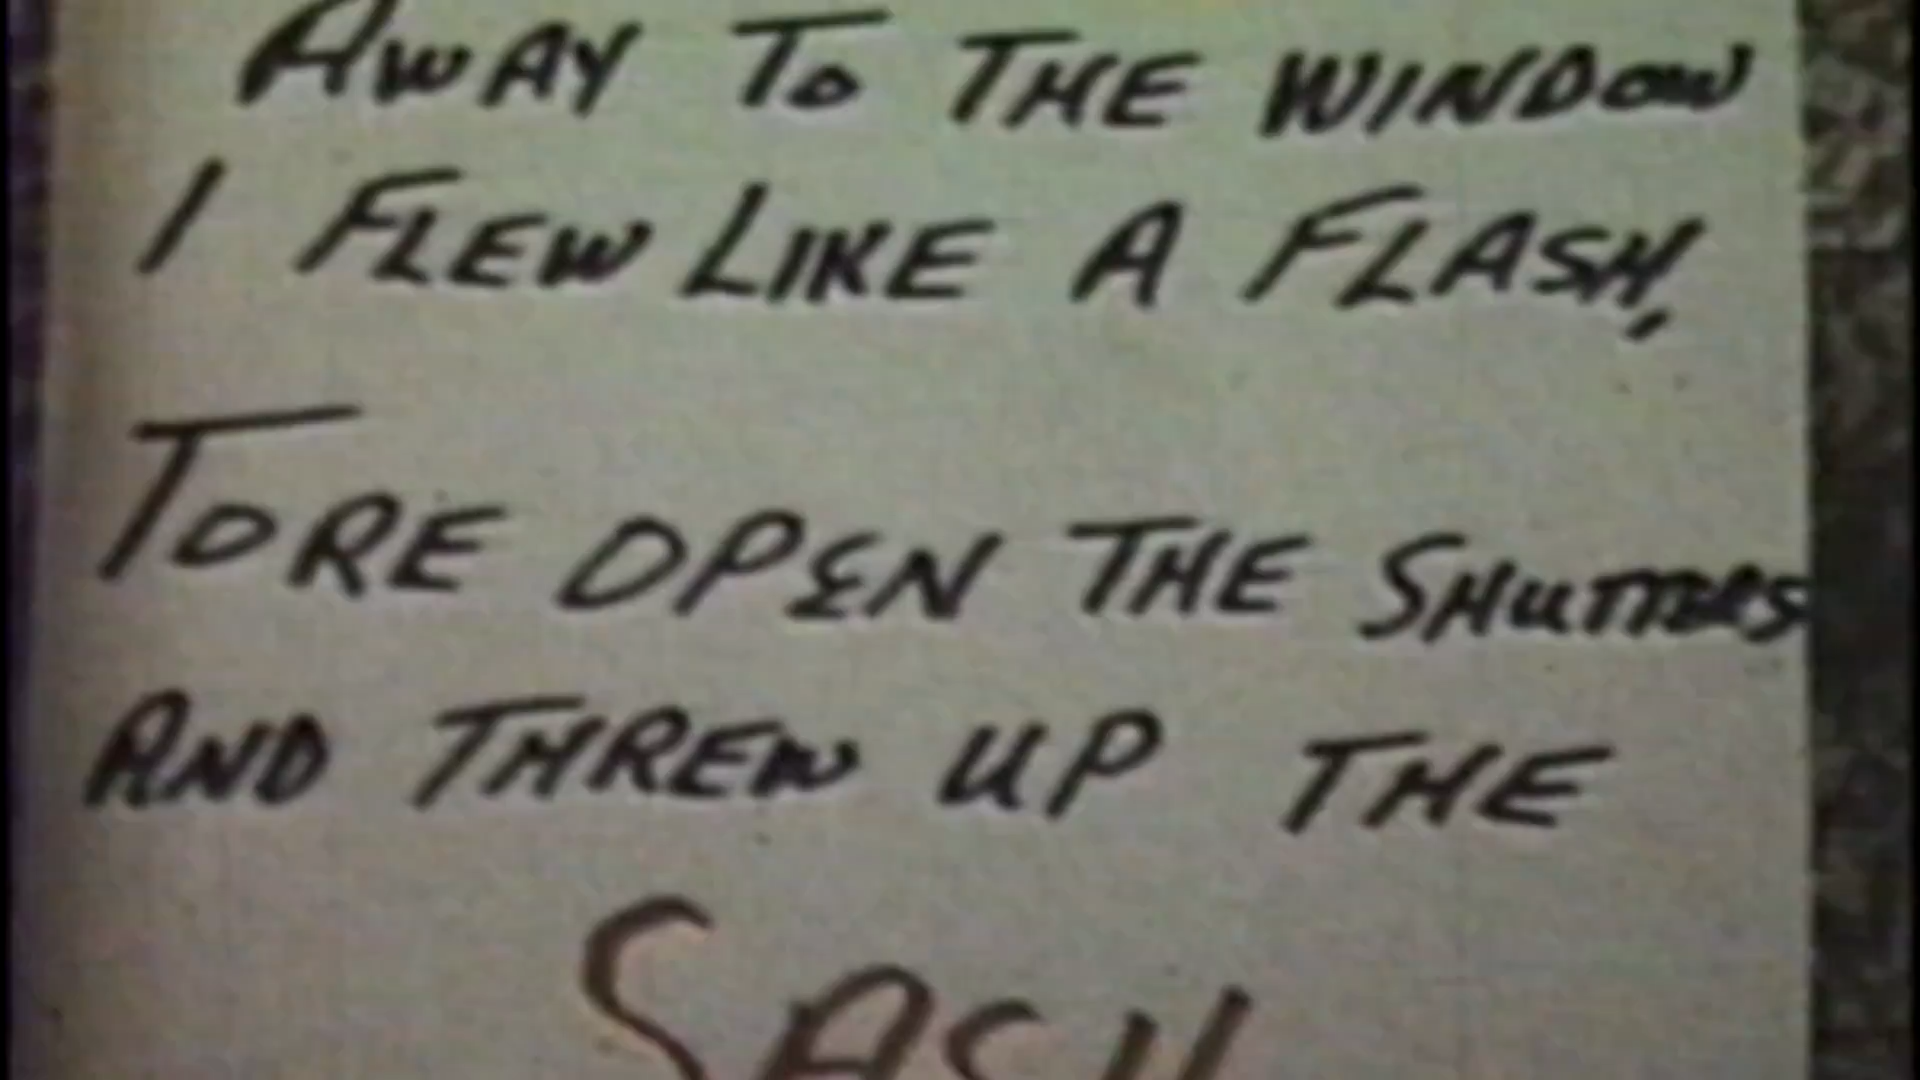 AWAY TO THE WINDOW
I FLEW LIKE A FLASH,
TORE OPEN THE SHUTTERS
AND THREW UP THE
SASH